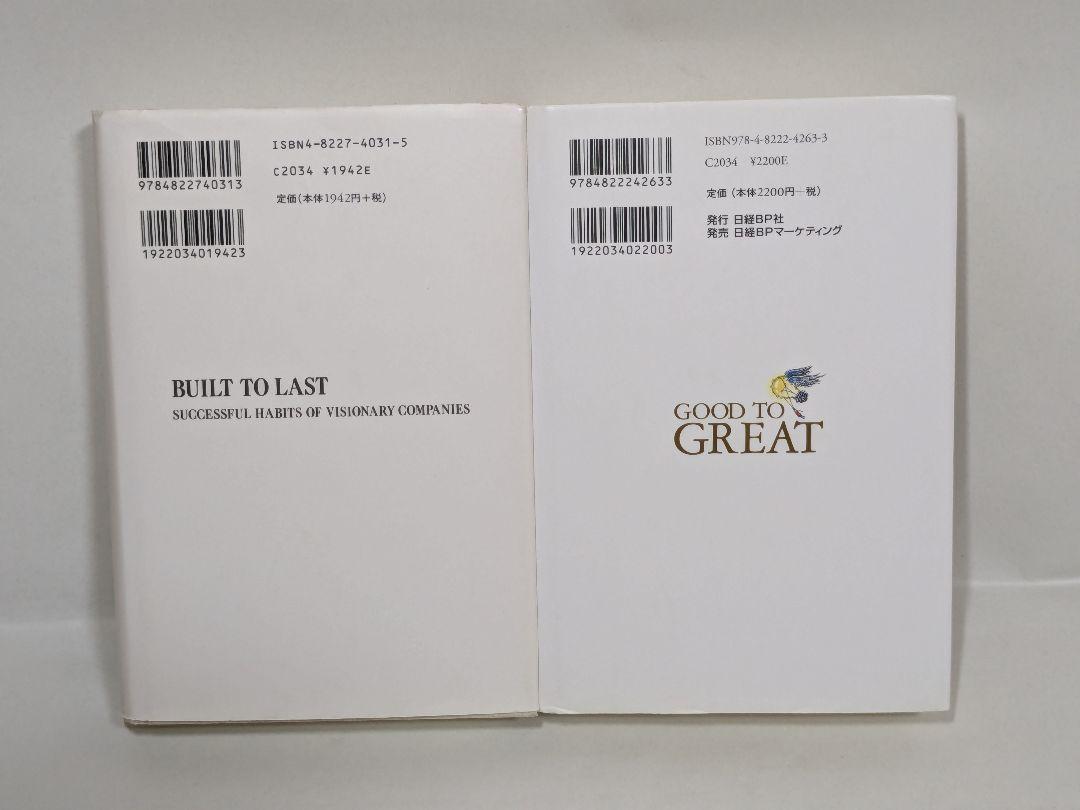 ISBN4-8227-4031-5
C2034 ¥1942E
定価(本体1942円+税)
9784822740313
1922034019423
BUILT TO LAST
SUCCESSFUL HABITS OF VISIONARY COMPANIES
ISBN978-4-8222-4263-3
C2034 ¥2200E
定価 (本体2200円+税)
発行 日経BP社
発売 日経BPマーケティング
9784822242633
1922034022003
GOOD TO
GREAT